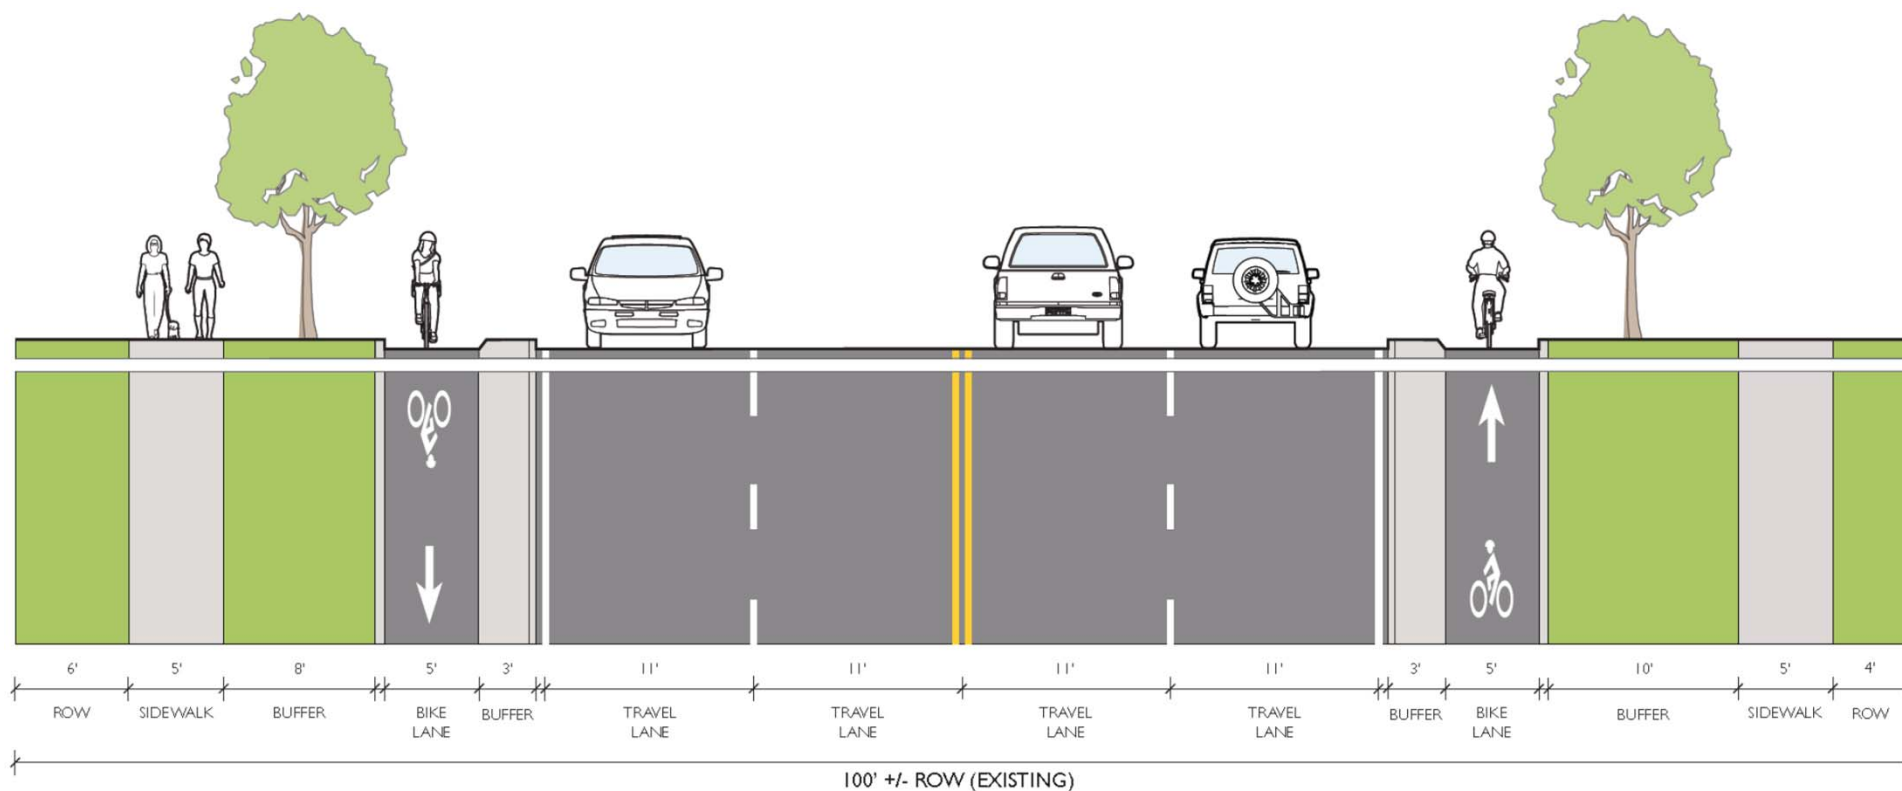 6' 5' 8' 5' 3' 11' 11' 11' 11' 3' 5' 10' 5' 4'
ROW SIDEWALK BUFFER BIKE LANE BUFFER TRAVEL LANE TRAVEL LANE TRAVEL LANE TRAVEL LANE BUFFER BIKE LANE BUFFER SIDEWALK ROW
100' +/- ROW (EXISTING)